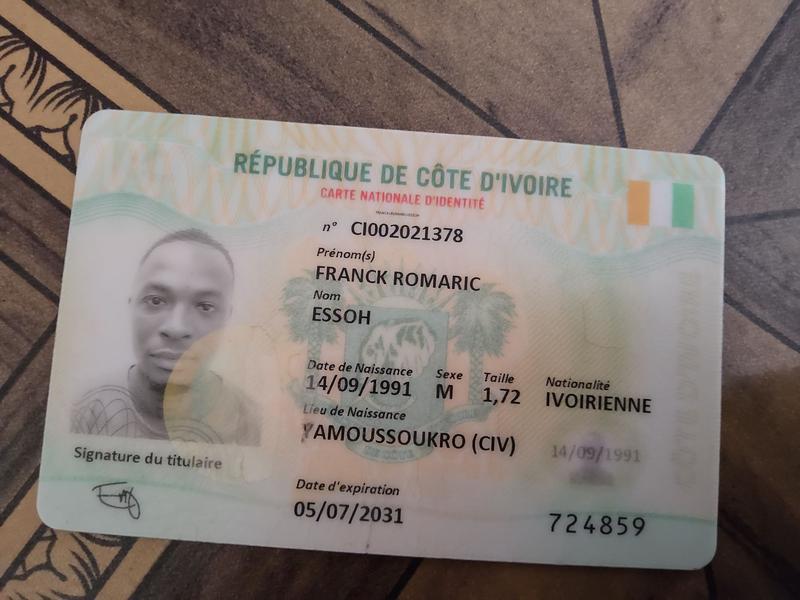 RÉPUBLIQUE DE CÔTE D'IVOIRE
CARTE NATIONALE D'IDENTITÉ
n° CI002021378
Prénom(s)
FRANCK ROMARIC
Nom
ESSOH
Date de Naissance Sexe Taille Nationalité
14/09/1991 M 1,72 IVOIRIENNE
Lieu de Naissance
YAMOUSSOUKRO (CIV)
14/09/1991
Signature du titulaire
Date d'expiration
05/07/2031
724859